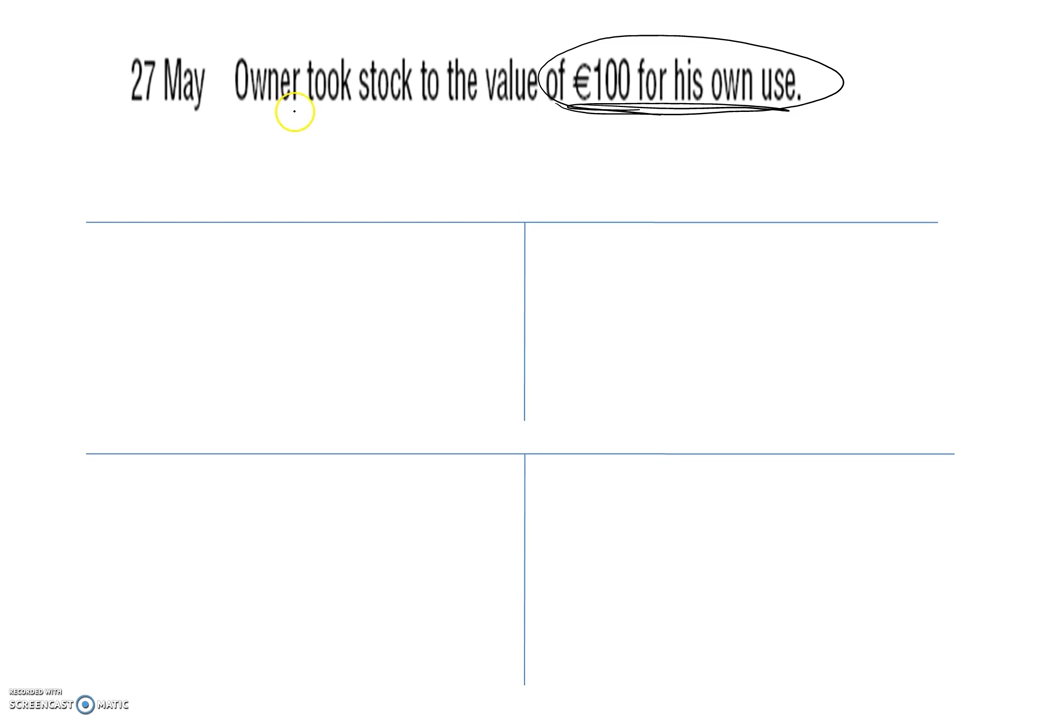 27 May Owner took stock to the value of €100 for his own use.
RECORDED WITH
SCREENCAST MATIC